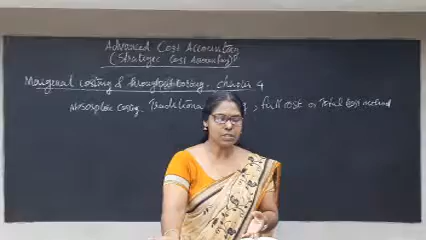 Advanced Cost Accounting
(Strategic Cost Accounting)
Marginal costing & throughput costing. Chapter 4
Absorption costing. Traditional , full cost or Total cost method